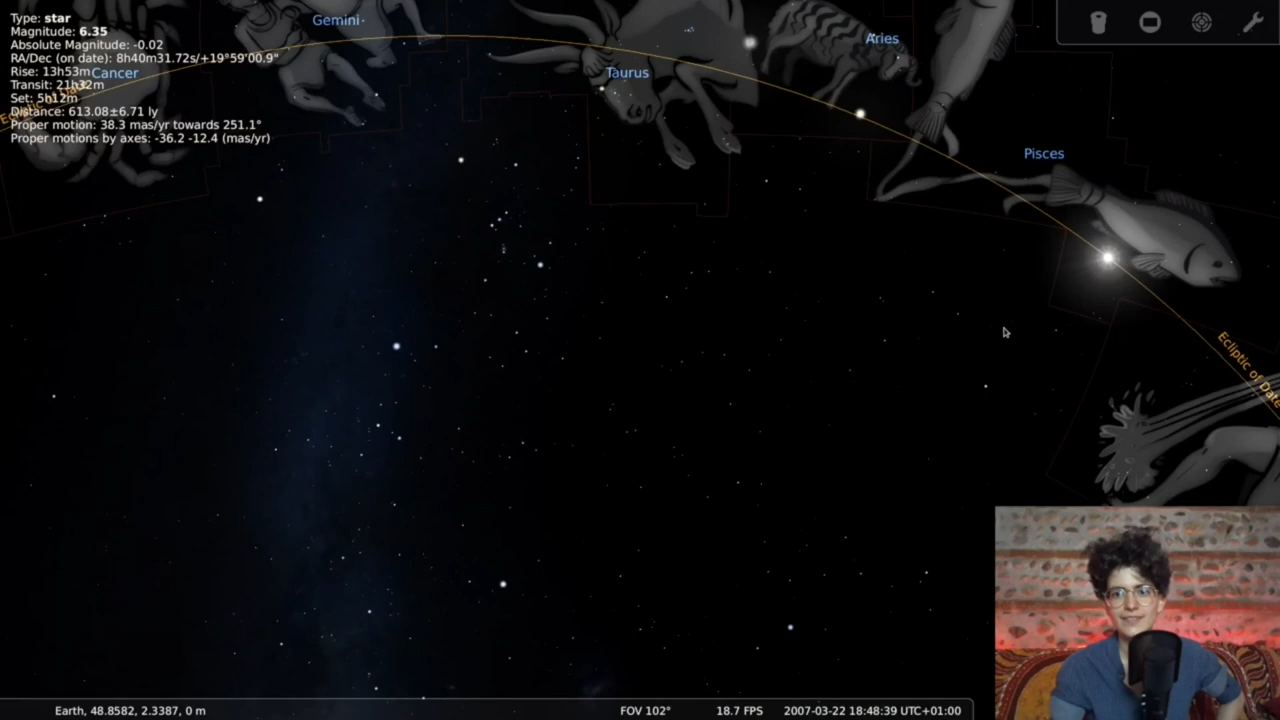 Type: star
Magnitude: 6.35
Absolute Magnitude: -0.02
RA/Dec (on date): 8h40m31.72s/+19°59'00.9"
Rise: 13h53m
Transit: 21h32m
Set: 5h12m
Distance: 613.08±6.71 ly
Proper motion: 38.3 mas/yr towards 251.1°
Proper motions by axes: -36.2 -12.4 (mas/yr)
Gemini
Cancer
Taurus
Aries
Pisces
Ecliptic of Date
Earth, 48.8582, 2.3387, 0 m
FOV 102°
18.7 FPS
2007-03-22 18:48:39 UTC+01:00